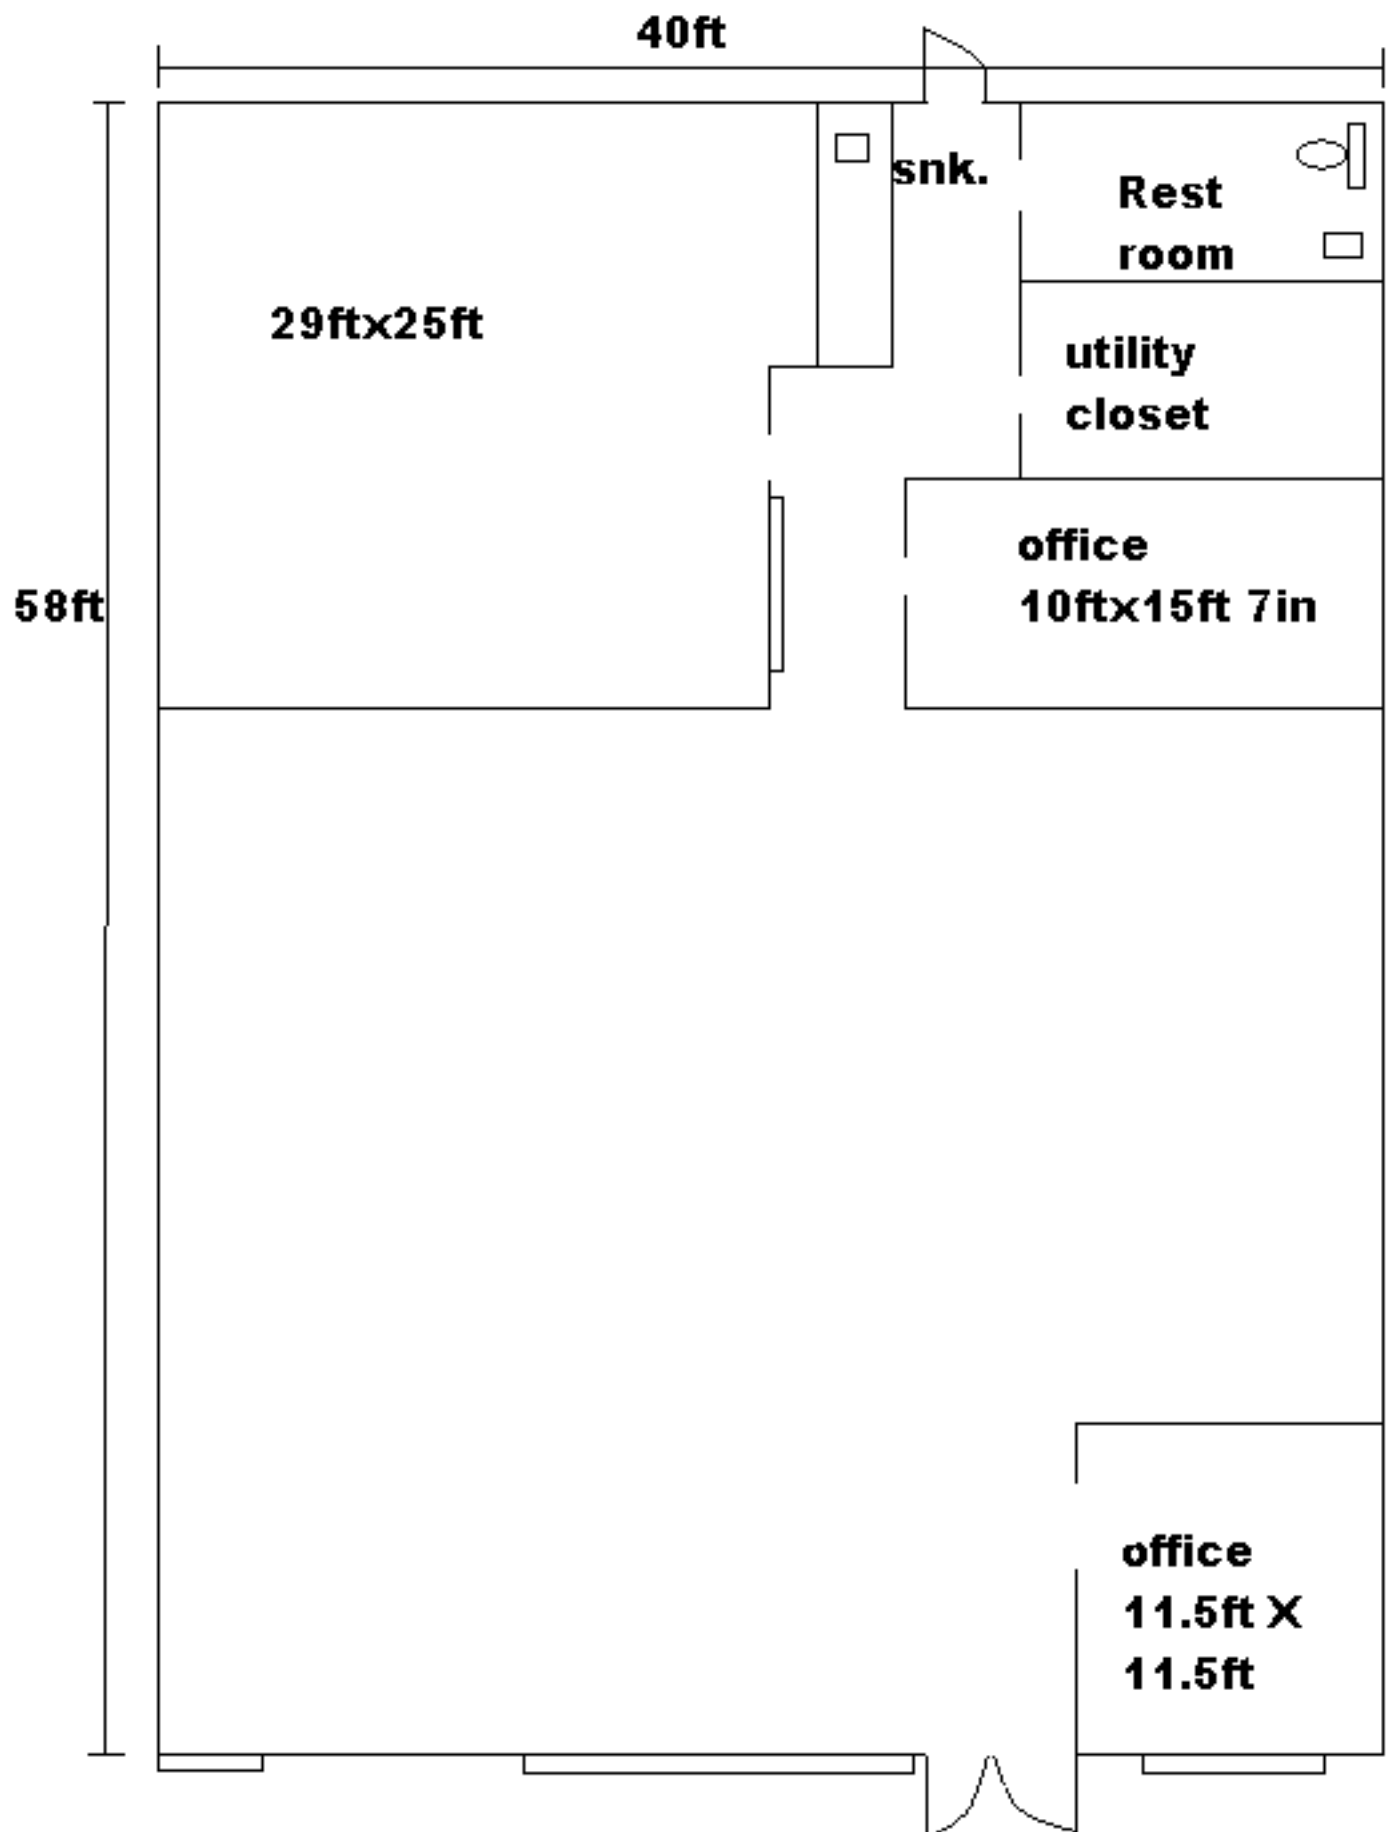 40ft
snk.
Rest
room
29ftx25ft
utility
closet
office
10ftx15ft 7in
58ft
office
11.5ft X
11.5ft